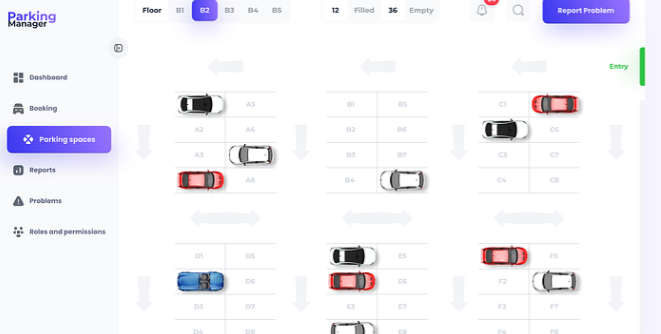 Parking
Manager
Floor B1 B2 B3 B4 B5
12 Filled 36 Empty
Report Problem
Dashboard
Booking
Parking spaces
Reports
Problems
Roles and permissions
Entry
A5
A2 A6
A3
A8
B1 B5
B2 B6
B3 B7
B4
C1
C6
C3 C7
C4 C8
D1 D5
D6
D3 D7
D4 D8
E5
E6
E3 E7
E8
F5
F2
F3 F7
F4 F8